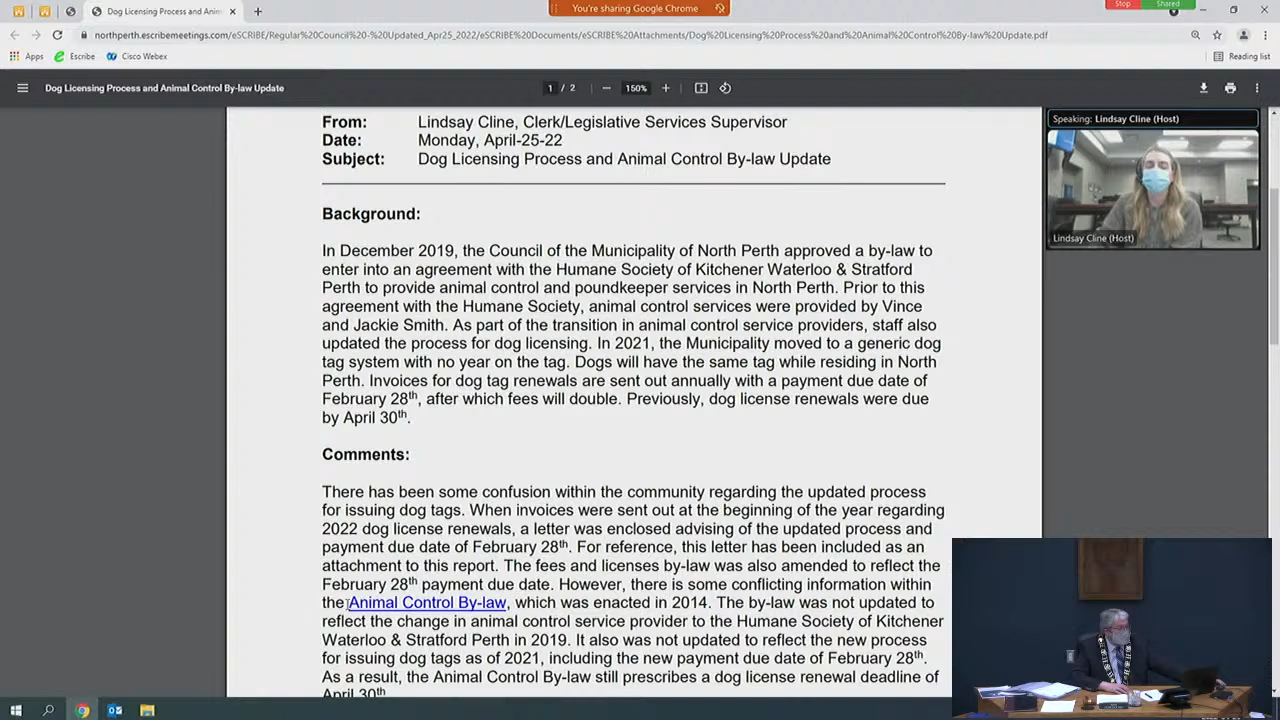 Dog Licensing Process and Anim
You're sharing Google Chrome
Stop
Shared
northperth.escribemeetings.com/eSCRIBE/Regular%20Council%20-%20Updated_Apr25_2022/eSCRIBE%20Documents/eSCRIBE%20Attachments/Dog%20Licensing%20Process%20and%20Animal%20Control%20By-law%20Update.pdf
Apps
Escribe
Cisco Webex
Reading list
Dog Licensing Process and Animal Control By-law Update
1 / 2
150%
Speaking: Lindsay Cline (Host)
Lindsay Cline (Host)
From: Lindsay Cline, Clerk/Legislative Services Supervisor
Date: Monday, April-25-22
Subject: Dog Licensing Process and Animal Control By-law Update
Background:
In December 2019, the Council of the Municipality of North Perth approved a by-law to
enter into an agreement with the Humane Society of Kitchener Waterloo & Stratford
Perth to provide animal control and poundkeeper services in North Perth. Prior to this
agreement with the Humane Society, animal control services were provided by Vince
and Jackie Smith. As part of the transition in animal control service providers, staff also
updated the process for dog licensing. In 2021, the Municipality moved to a generic dog
tag system with no year on the tag. Dogs will have the same tag while residing in North
Perth. Invoices for dog tag renewals are sent out annually with a payment due date of
February 28th, after which fees will double. Previously, dog license renewals were due
by April 30th.
Comments:
There has been some confusion within the community regarding the updated process
for issuing dog tags. When invoices were sent out at the beginning of the year regarding
2022 dog license renewals, a letter was enclosed advising of the updated process and
payment due date of February 28th. For reference, this letter has been included as an
attachment to this report. The fees and licenses by-law was also amended to reflect the
February 28th payment due date. However, there is some conflicting information within
the Animal Control By-law, which was enacted in 2014. The by-law was not updated to
reflect the change in animal control service provider to the Humane Society of Kitchener
Waterloo & Stratford Perth in 2019. It also was not updated to reflect the new process
for issuing dog tags as of 2021, including the new payment due date of February 28th.
As a result, the Animal Control By-law still prescribes a dog license renewal deadline of
April 30th